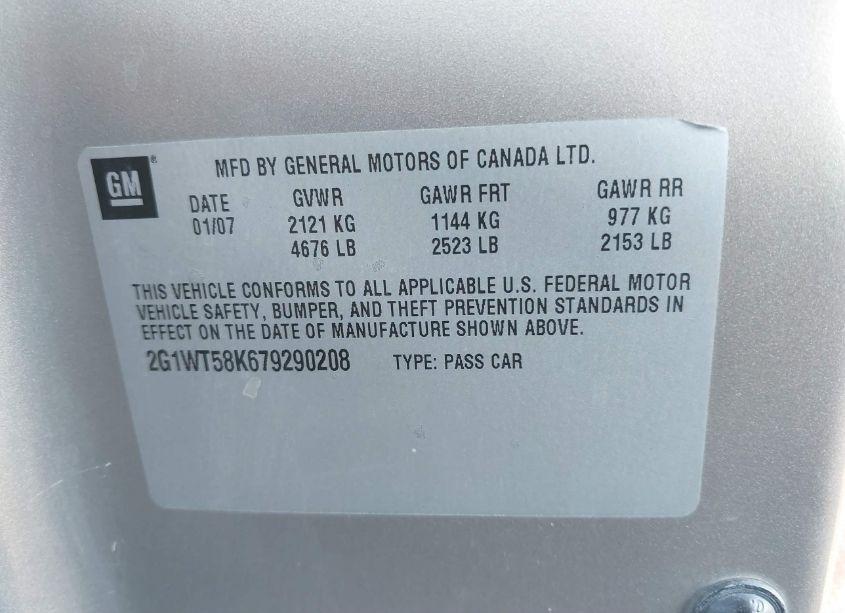 GM®
MFD BY GENERAL MOTORS OF CANADA LTD.
DATE GVWR GAWR FRT GAWR RR
01/07 2121 KG 1144 KG 977 KG
4676 LB 2523 LB 2153 LB
THIS VEHICLE CONFORMS TO ALL APPLICABLE U.S. FEDERAL MOTOR
VEHICLE SAFETY, BUMPER, AND THEFT PREVENTION STANDARDS IN
EFFECT ON THE DATE OF MANUFACTURE SHOWN ABOVE.
2G1WT58K679290208 TYPE: PASS CAR